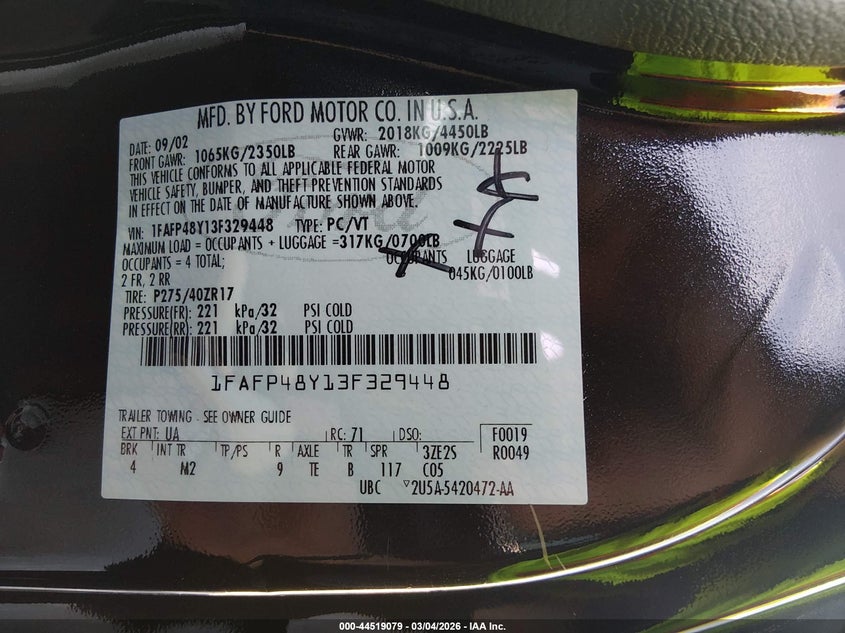 MFD. BY FORD MOTOR CO. IN U.S.A.
DATE: 09/02 GVWR: 2018KG/4450LB
FRONT GAWR: 1065KG/2350LB REAR GAWR: 1009KG/2225LB
THIS VEHICLE CONFORMS TO ALL APPLICABLE FEDERAL MOTOR
VEHICLE SAFETY, BUMPER, AND THEFT PREVENTION STANDARDS
IN EFFECT ON THE DATE OF MANUFACTURE SHOWN ABOVE.
VIN: 1FAFP48Y13F329448 TYPE: PC/VT
MAXIMUM LOAD = OCCUPANTS + LUGGAGE =317KG/0700LB
OCCUPANTS = 4 TOTAL; OCCUPANTS LUGGAGE
2 FR, 2 RR 045KG/0100LB
TIRE: P275/40ZR17
PRESSURE(FR): 221 kPa/32 PSI COLD
PRESSURE(RR): 221 kPa/32 PSI COLD
1FAFP48Y13F329448
TRAILER TOWING - SEE OWNER GUIDE
EXT PNT: UA RC: 71 DSO: F0019
BRK INT TR TP/PS R AXLE TR SPR 3ZE2S R0049
4 M2 9 TE B 117 C05
UBC ▽2U5A-5420472-AA
000-44519079 - 03/04/2026 - IAA Inc.